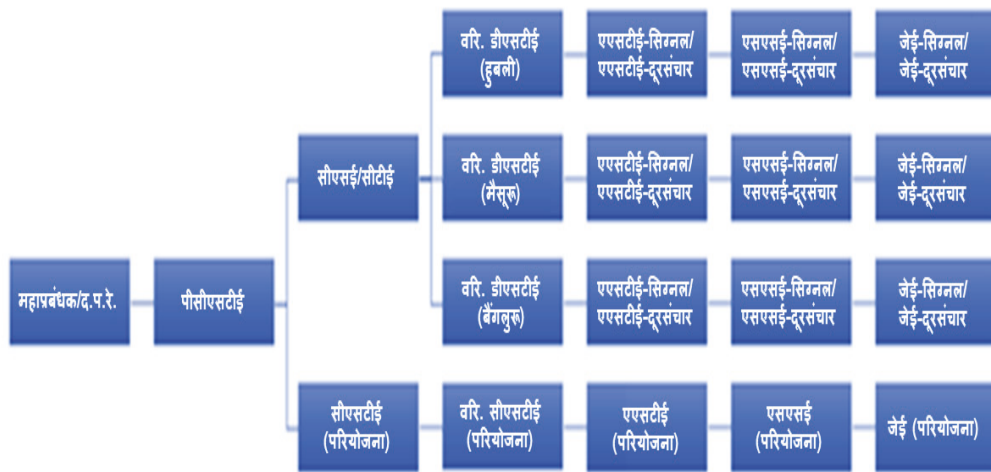 वरि. डीएसटीई
(हुबली)
एएसटीई-सिग्नल/
एएसटीई-दूरसंचार
एसएसई-सिग्नल/
एसएसई-दूरसंचार
जेई-सिग्नल/
जेई-दूरसंचार
सीएसई/सीटीई
वरि. डीएसटीई
(मैसूरू)
एएसटीई-सिग्नल/
एएसटीई-दूरसंचार
एसएसई-सिग्नल/
एसएसई-दूरसंचार
जेई-सिग्नल/
जेई-दूरसंचार
महाप्रबंधक/द.प.रे.
पीसीएसटीई
वरि. डीएसटीई
(बैंगलुरू)
एएसटीई-सिग्नल/
एएसटीई-दूरसंचार
एसएसई-सिग्नल/
एसएसई-दूरसंचार
जेई-सिग्नल/
जेई-दूरसंचार
सीएसटीई
(परियोजना)
वरि. सीएसटीई
(परियोजना)
एएसटीई
(परियोजना)
एसएसई
(परियोजना)
जेई (परियोजना)